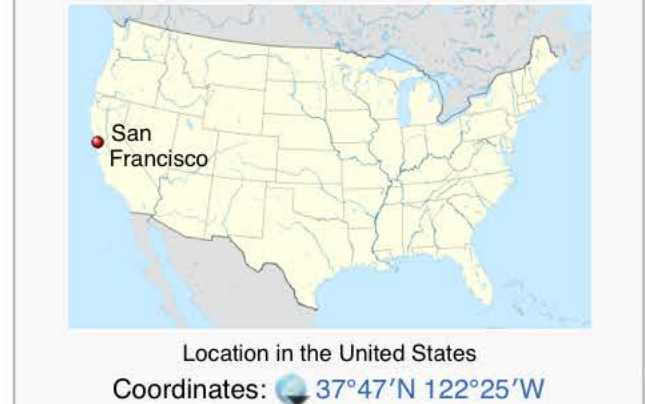 San
Francisco
Location in the United States
Coordinates: 37°47′N 122°25′W